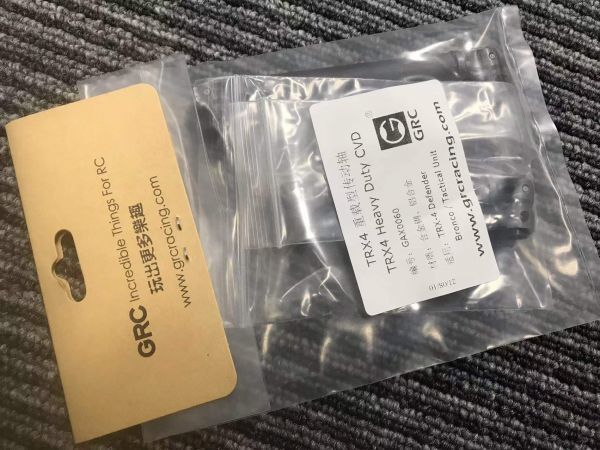 GRC Incredible Things For RC
玩出更多樂趣
www.grcracing.com
GRC
®
TRX4 重载型传动轴
TRX4 Heavy Duty CVD
编号: GAX0060
材质: 合金钢、铝合金
适用: TRX-4 Defender
Bronco / Tactical Unit
www.grcracing.com